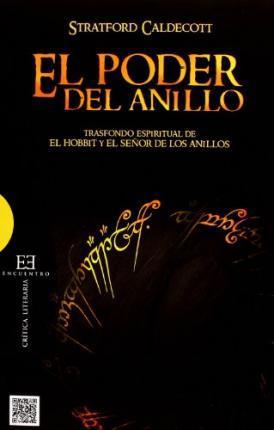 STRATFORD CALDECOTT
EL PODER
DEL ANILLO
TRASFONDO ESPIRITUAL DE
EL HOBBIT Y EL SEÑOR DE LOS ANILLOS
EE
ENCUENTRO
CRÍTICA LITERARIA